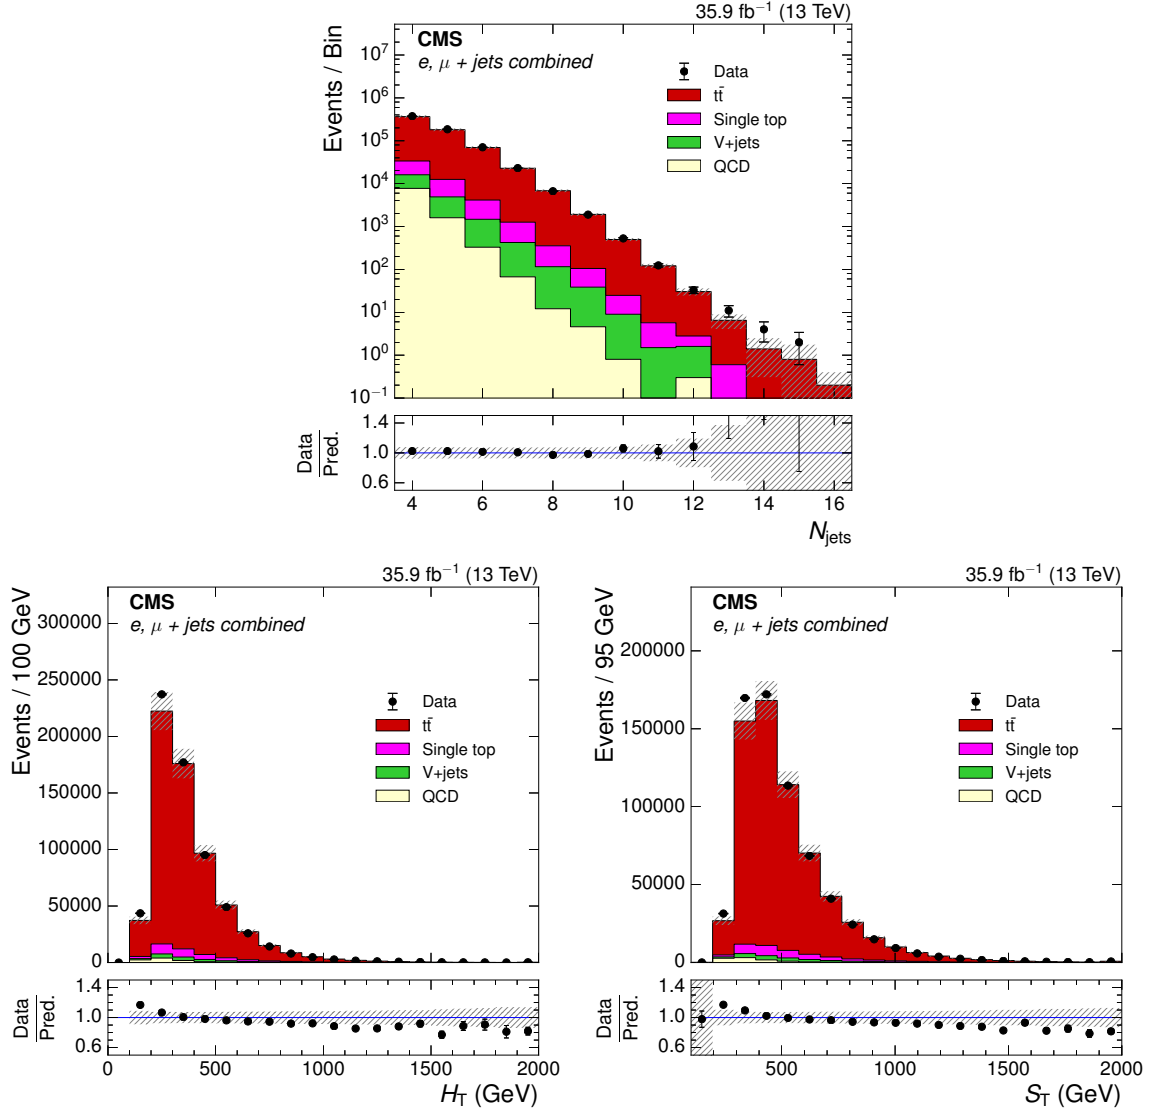 35.9 fb⁻¹ (13 TeV)
CMS
e, μ + jets combined
Events / Bin
10⁷
10⁶
10⁵
10⁴
10³
10²
10¹
10⁰
10⁻¹
Data
tt̄
Single top
V+jets
QCD
Data
Pred.
1.4
1.0
0.6
4 6 8 10 12 14 16
N_jets
35.9 fb⁻¹ (13 TeV)
CMS
e, μ + jets combined
Events / 100 GeV
300000
250000
200000
150000
100000
50000
0
Data
tt̄
Single top
V+jets
QCD
Data
Pred.
1.4
1.0
0.6
0 500 1000 1500 2000
H_T (GeV)
35.9 fb⁻¹ (13 TeV)
CMS
e, μ + jets combined
Events / 95 GeV
200000
150000
100000
50000
0
Data
tt̄
Single top
V+jets
QCD
Data
Pred.
1.4
1.0
0.6
500 1000 1500 2000
S_T (GeV)